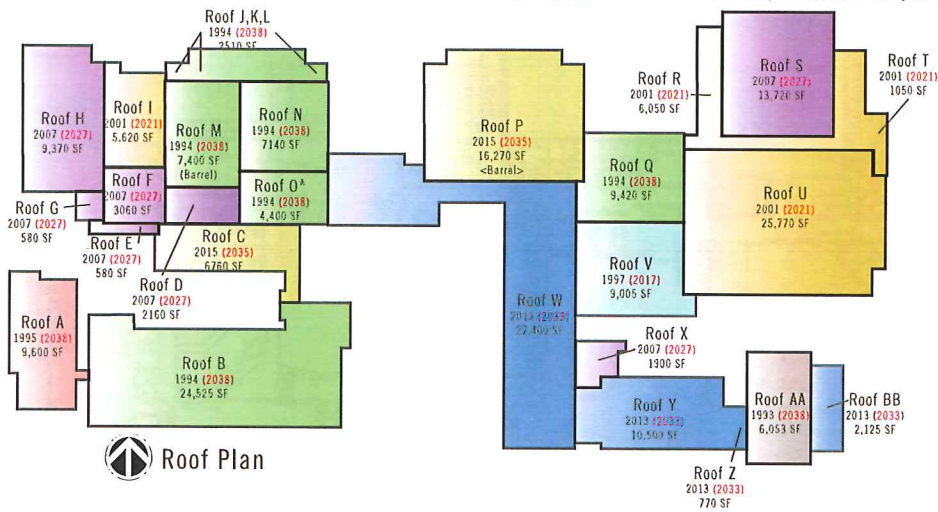 Roof J,K,L
1994 (2038)
2510 SF
Roof H
2007 (2027)
9,370 SF
Roof I
2001 (2021)
5,620 SF
Roof M
1994 (2038)
7,400 SF
(Barrel)
Roof N
1994 (2038)
7140 SF
Roof F
2007 (2027)
3060 SF
Roof O*
1994 (2038)
4,400 SF
Roof G
2007 (2027)
580 SF
Roof E
2007 (2027)
580 SF
Roof C
2015 (2035)
6760 SF
Roof D
2007 (2027)
2160 SF
Roof A
1995 (2038)
9,600 SF
Roof B
1994 (2038)
24,525 SF
Roof Plan
Roof P
2015 (2035)
16,270 SF
<Barrel>
Roof R
2001 (2021)
6,050 SF
Roof S
2007 (2027)
13,720 SF
Roof T
2001 (2021)
1050 SF
Roof Q
1994 (2038)
9,420 SF
Roof U
2001 (2021)
25,770 SF
Roof V
1997 (2017)
9,005 SF
Roof W
2013 (2033)
27,400 SF
Roof X
2007 (2027)
1900 SF
Roof Y
2013 (2033)
10,500 SF
Roof Z
2013 (2033)
770 SF
Roof AA
1993 (2038)
6,053 SF
Roof BB
2013 (2033)
2,125 SF